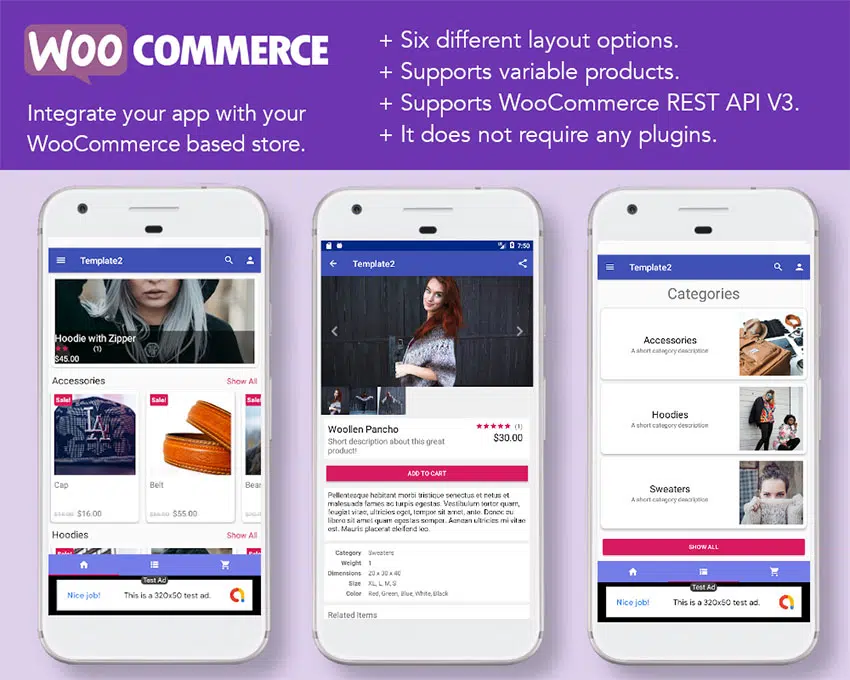 WOO COMMERCE
Integrate your app with your
WooCommerce based store.
+ Six different layout options.
+ Supports variable products.
+ Supports WooCommerce REST API V3.
+ It does not require any plugins.
Template2
Hoodie with Zipper
(1)
$45.00
Accessories Show All
Sale! Sale! Sale!
LA
Cap Belt Bear
$16.00 $55.00
Hoodies Show All
Test Ad
Nice job! This is a 320x50 test ad.
7:50
Template2
Woollen Pancho (1)
$30.00
Short description about this great
product!
ADD TO CART
Pellentesque habitant morbi tristique senectus et netus et
malesuada fames ac turpis egestas. Vestibulum tortor quam,
feugiat vitae, ultricies eget, tempor sit amet, ante. Donec eu
libero sit amet quam egestas semper. Aenean ultricies mi vitae
est. Mauris placerat eleifend leo.
Category Sweaters
Weight 1
Dimensions 20 x 30 x 40
Size XL, L, M, S
Color Red, Green, Blue, White, Black
Related Items
Template2
Categories
Accessories
A short category description
Hoodies
A short category description
Sweaters
A short category description
SHOW ALL
Test Ad
Nice job! This is a 320x50 test ad.